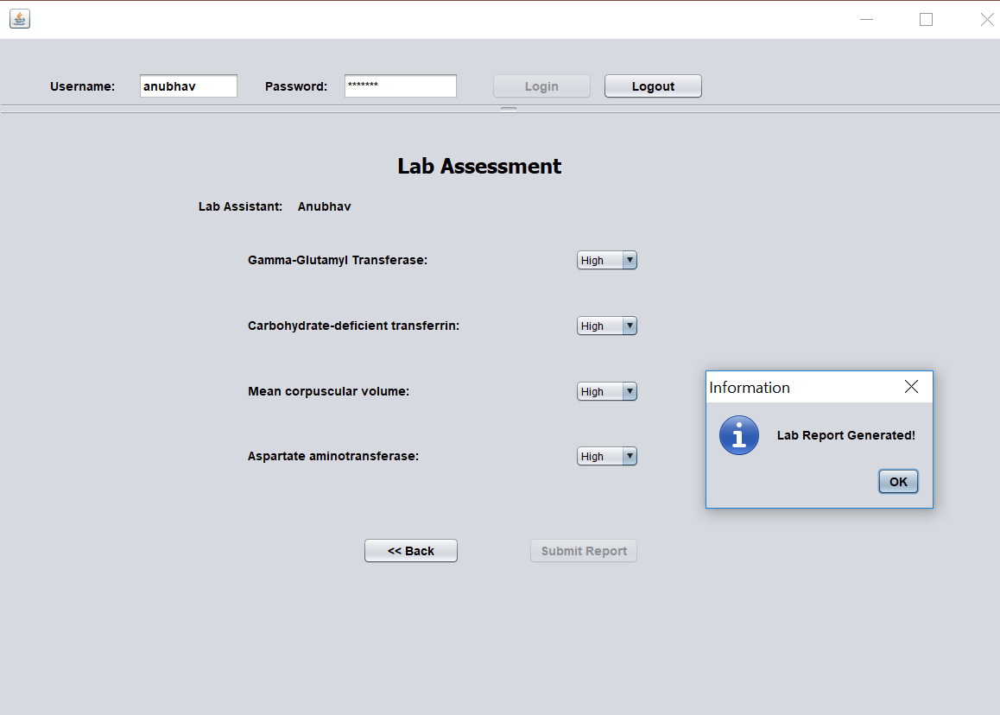 Username: anubhav Password: ******* Login Logout
Lab Assessment
Lab Assistant: Anubhav
Gamma-Glutamyl Transferase: High
Carbohydrate-deficient transferrin: High
Mean corpuscular volume: High
Aspartate aminotransferase: High
<< Back Submit Report
Information
Lab Report Generated!
OK